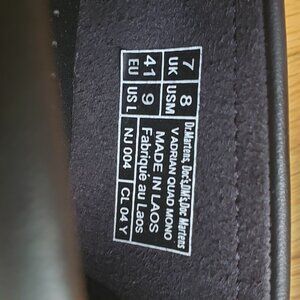 7 UK 41 EU
8 USM 9 US L
Dr.Martens, Doc's,DM's,Doc Martens
VADRIAN QUAD MONO
MADE IN LAOS
Fabriqué au Laos
NJ 004 CL 04 Y